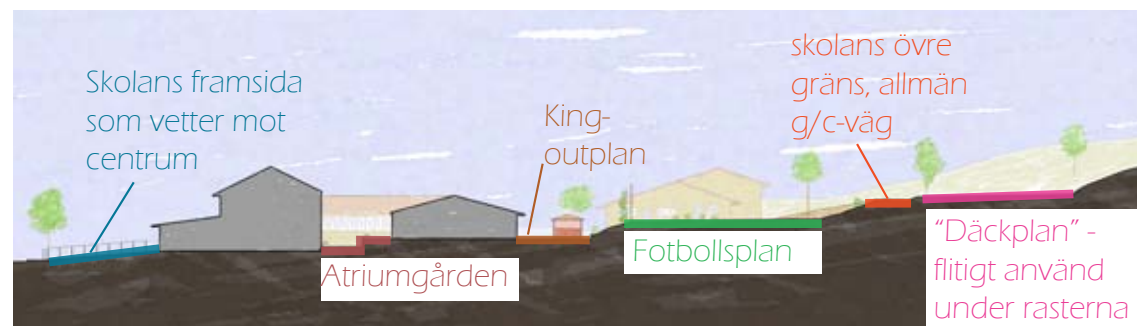 Skolans framsida
som vetter mot
centrum
Atriumgården
King-
outplan
Fotbollsplan
skolans övre
gräns, allmän
g/c-väg
“Däckplan” -
flitigt använd
under rasterna